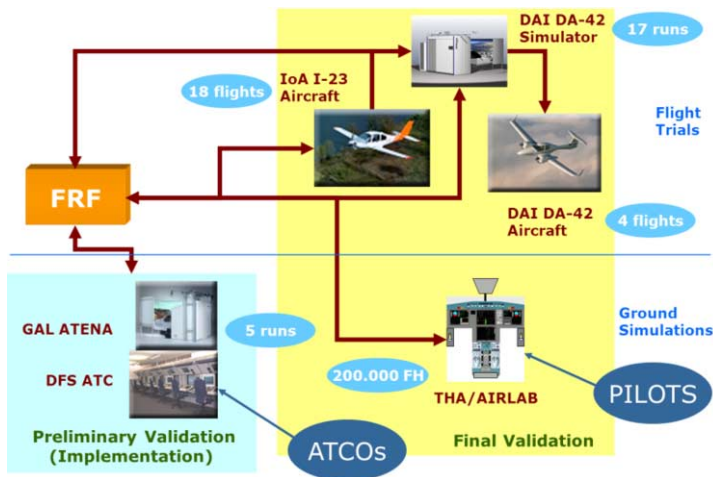 DAI DA-42
Simulator
17 runs
IoA I-23
Aircraft
18 flights
Flight
Trials
FRF
DAI DA-42
Aircraft
4 flights
GAL ATENA
5 runs
Ground
Simulations
DFS ATC
200.000 FH
THA/AIRLAB
PILOTS
Preliminary Validation
(Implementation)
ATCOs
Final Validation